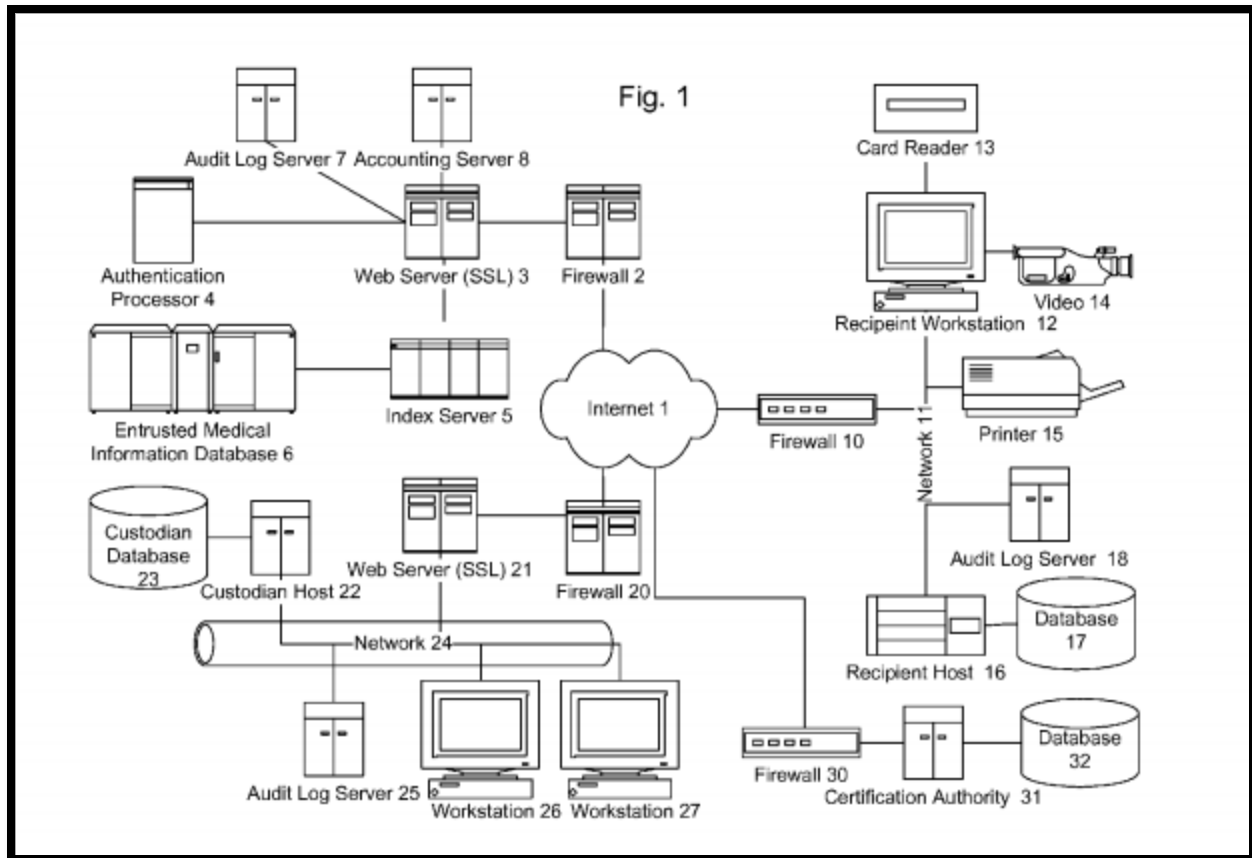 Fig. 1
Card Reader 13
Audit Log Server 7
Accounting Server 8
Authentication
Processor 4
Web Server (SSL) 3
Firewall 2
Video 14
Recipeint Workstation 12
Entrusted Medical
Information Database 6
Index Server 5
Internet 1
Firewall 10
Network 11
Printer 15
Custodian
Database
23
Custodian Host 22
Web Server (SSL) 21
Firewall 20
Audit Log Server 18
Network 24
Recipient Host 16
Database
17
Audit Log Server 25
Workstation 26
Workstation 27
Firewall 30
Certification Authority 31
Database
32